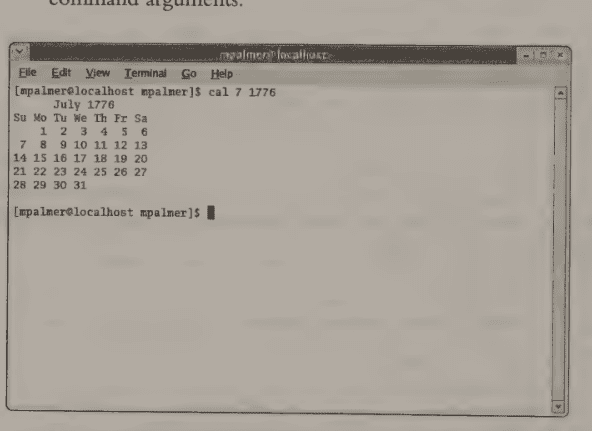 command arguments.
mpalmer@localhost:~
File Edit View Terminal Go Help
[mpalmer@localhost mpalmer]$ cal 7 1776
July 1776
Su Mo Tu We Th Fr Sa
1 2 3 4 5 6
7 8 9 10 11 12 13
14 15 16 17 18 19 20
21 22 23 24 25 26 27
28 29 30 31
[mpalmer@localhost mpalmer]$